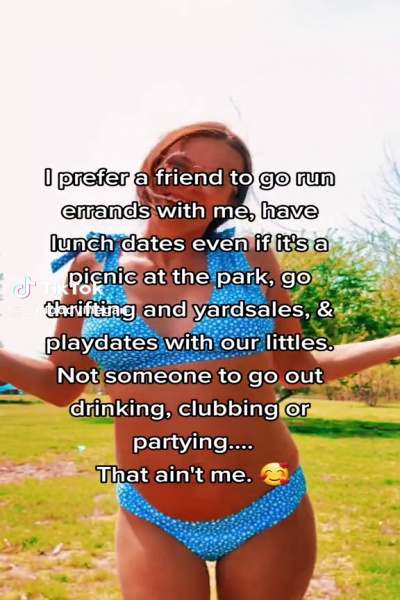 I prefer a friend to go run
errands with me, have
lunch dates even if it's a
picnic at the park, go
TikTok
thrifting and yardsales, &
playdates with our littles.
Not someone to go out
drinking, clubbing or
partying....
That ain't me. 🥰